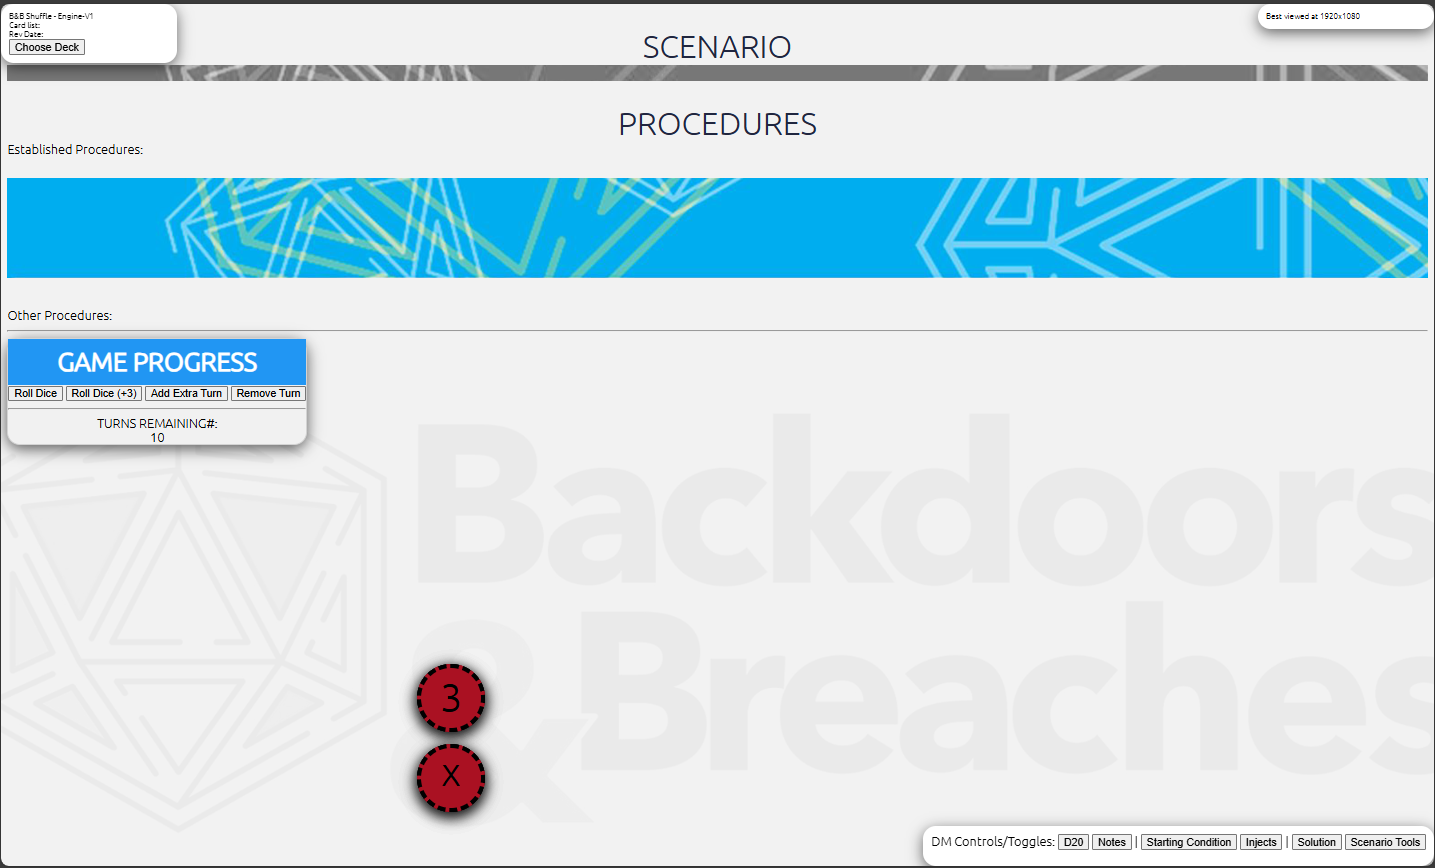 B&B Shuffle - Engine-V1
Card list:
Rev Date:
Choose Deck
Best viewed at 1920x1080
SCENARIO
PROCEDURES
Established Procedures:
Other Procedures:
GAME PROGRESS
Roll Dice Roll Dice (+3) Add Extra Turn Remove Turn
TURNS REMAINING#:
10
Backdoors
& Breaches
3
X
DM Controls/Toggles: D20 Notes | Starting Condition Injects | Solution Scenario Tools